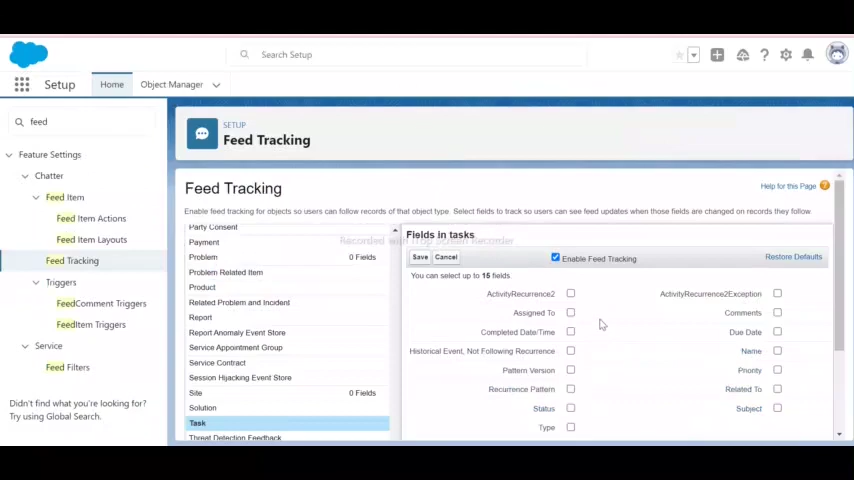 Search Setup
Setup
Home
Object Manager
feed
Feature Settings
Chatter
Feed Item
Feed Item Actions
Feed Item Layouts
Feed Tracking
Triggers
FeedComment Triggers
FeedItem Triggers
Service
Feed Filters
Didn't find what you're looking for?
Try using Global Search.
SETUP
Feed Tracking
Feed Tracking
Help for this Page
Enable feed tracking for objects so users can follow records of that object type. Select fields to track so users can see feed updates when those fields are changed on records they follow.
Party Consent
Payment
Problem 0 Fields
Problem Related Item
Product
Related Problem and Incident
Report
Report Anomaly Event Store
Service Appointment Group
Service Contract
Session Hijacking Event Store
Site 0 Fields
Solution
Task
Threat Detection Feedback
Fields in tasks
Recorded with iTop Screen Recorder
Save Cancel Enable Feed Tracking Restore Defaults
You can select up to 15 fields.
ActivityRecurrence2 ActivityRecurrence2Exception
Assigned To Comments
Completed Date/Time Due Date
Historical Event, Not Following Recurrence Name
Pattern Version Priority
Recurrence Pattern Related To
Status Subject
Type